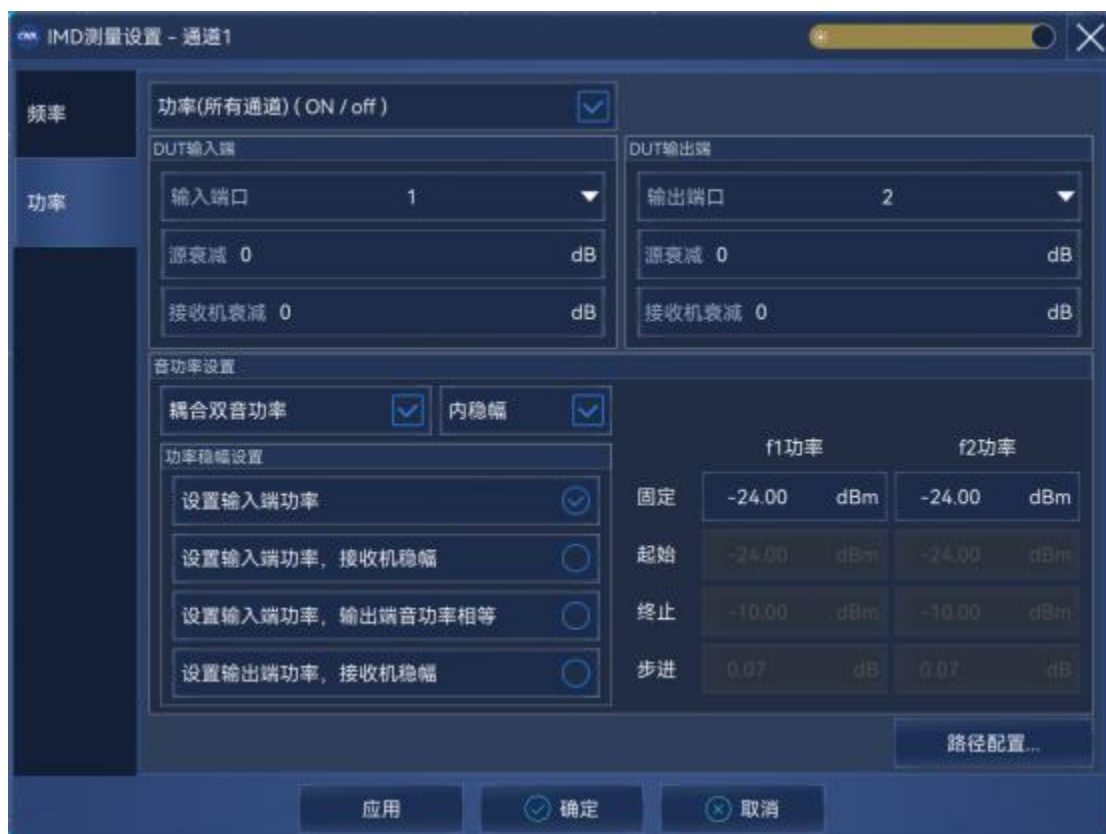 IMD测量设置 - 通道1
频率
功率
功率(所有通道) ( ON / off )
DUT输入端
输入端口 1
源衰减 0 dB
接收机衰减 0 dB
DUT输出端
输出端口 2
源衰减 0 dB
接收机衰减 0 dB
音功率设置
耦合双音功率
内稳幅
功率稳幅设置
设置输入端功率
设置输入端功率，接收机稳幅
设置输入端功率，输出端音功率相等
设置输出端功率，接收机稳幅
f1功率 f2功率
固定 -24.00 dBm -24.00 dBm
起始 -24.00 dBm -24.00 dBm
终止 -10.00 dBm -10.00 dBm
步进 0.07 dB 0.07 dB
路径配置...
应用
确定
取消